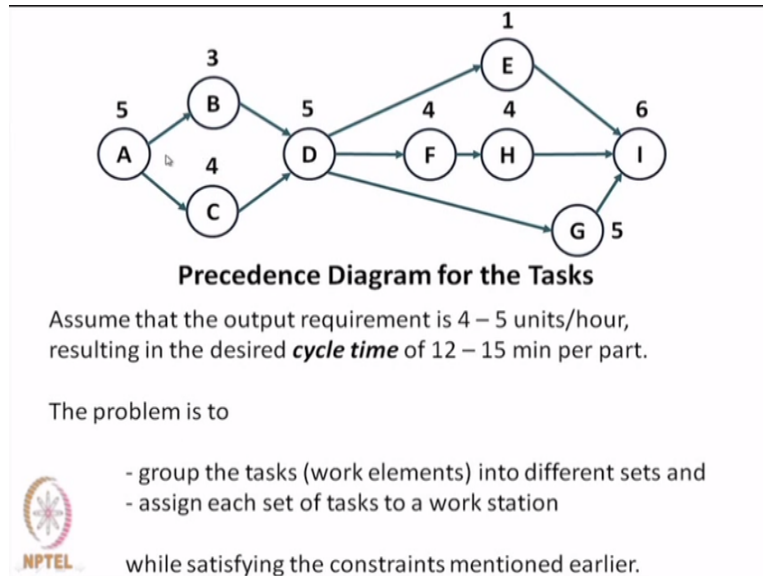 1
E
3
B
5
A
5
D
4
F
4
H
6
I
4
C
G 5
Precedence Diagram for the Tasks
Assume that the output requirement is 4 – 5 units/hour,
resulting in the desired cycle time of 12 – 15 min per part.
The problem is to
- group the tasks (work elements) into different sets and
- assign each set of tasks to a work station
while satisfying the constraints mentioned earlier.
NPTEL